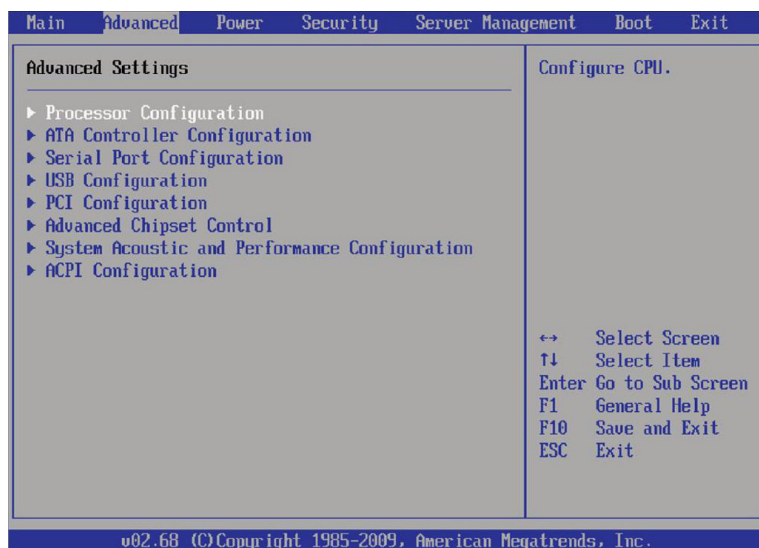 Main Advanced Power Security Server Management Boot Exit
Advanced Settings
Processor Configuration
ATA Controller Configuration
Serial Port Configuration
USB Configuration
PCI Configuration
Advanced Chipset Control
System Acoustic and Performance Configuration
ACPI Configuration
Configure CPU.
←→ Select Screen
↑↓ Select Item
Enter Go to Sub Screen
F1 General Help
F10 Save and Exit
ESC Exit
v02.68 (C)Copyright 1985-2009, American Megatrends, Inc.